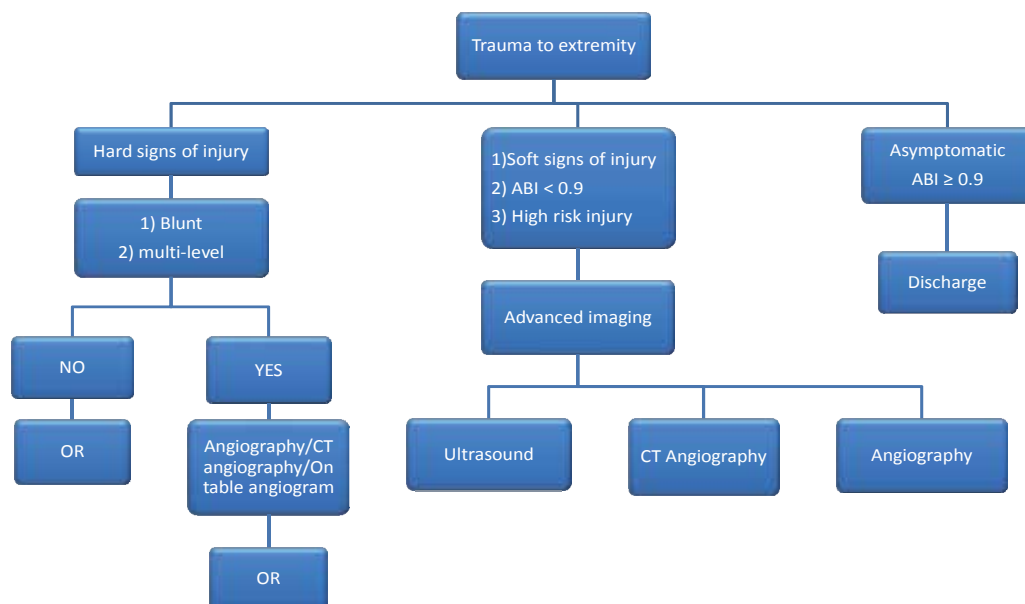 Trauma to extremity
Hard signs of injury
1) Blunt
2) multi-level
NO
OR
YES
Angiography/CT
angiography/On
table angiogram
OR
1)Soft signs of injury
2) ABI < 0.9
3) High risk injury
Advanced imaging
Ultrasound
CT Angiography
Angiography
Asymptomatic
ABI ≥ 0.9
Discharge